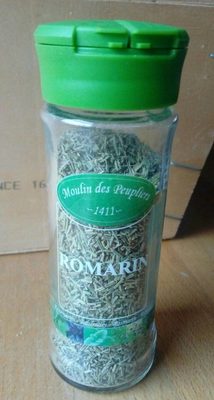 NCE 16
Moulin des Peupliers
~1411~
ROMARIN